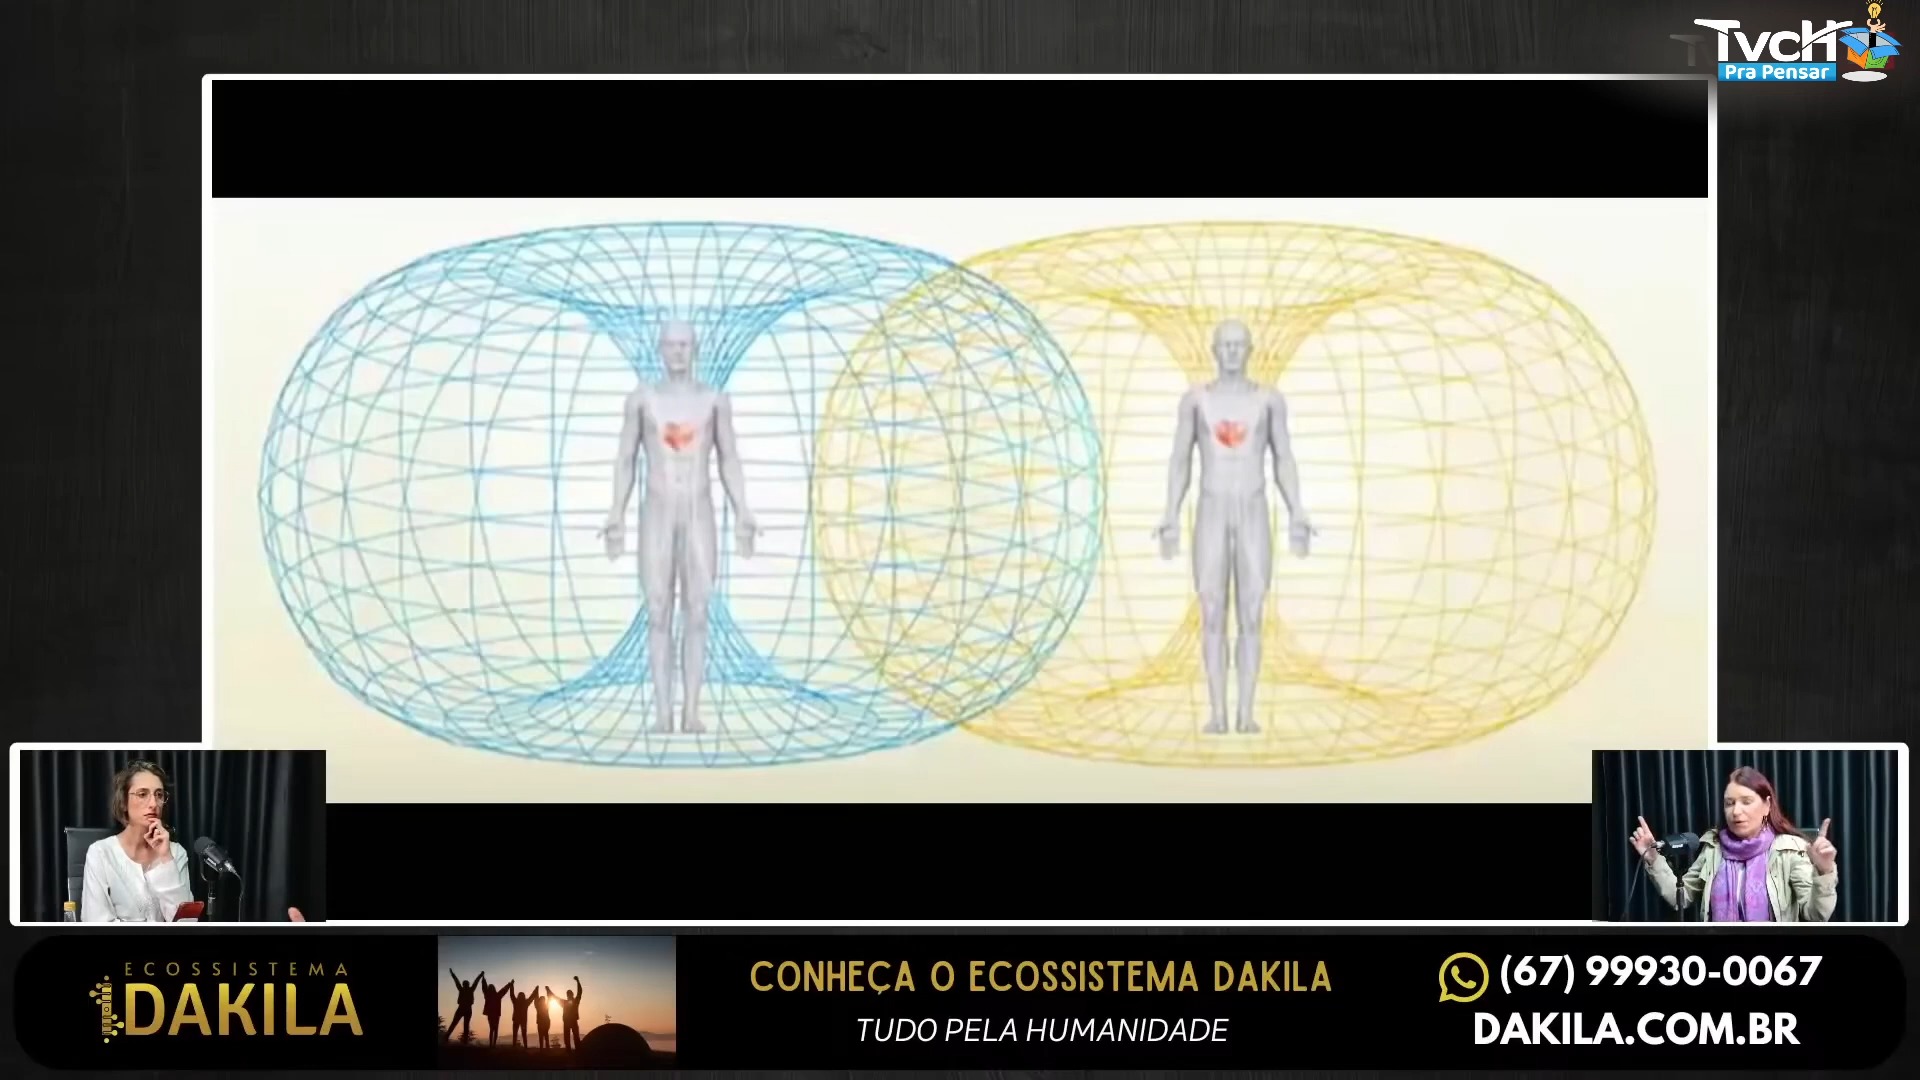 TvcH
Pra Pensar
ECOSSISTEMA
DAKILA
CONHEÇA O ECOSSISTEMA DAKILA
TUDO PELA HUMANIDADE
(67) 99930-0067
DAKILA.COM.BR